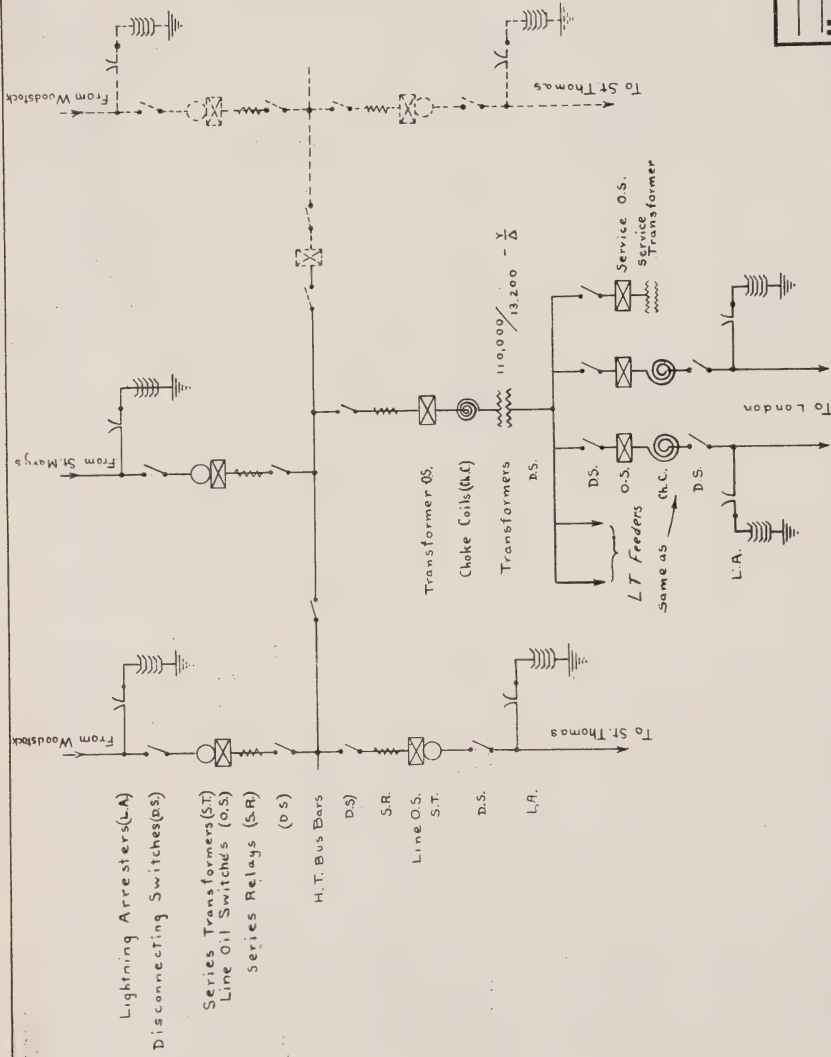 From Woodstock
From St. Marys
From Woodstock
Lightning Arresters(L.A)
Disconnecting Switches(D.S.)
Series Transformers(S.T.)
Line Oil Switches (O.S.)
Series Relays (S.R)
(D S)
H.T. Bus Bars
D.S)
S.R.
Line O.S.
S.T.
D.S.
L.A.
To St. Thomas
Transformer O.S.
Choke Coils(Ch.C)
Transformers
110,000/13.200 - Y/Δ
D.S.
LT Feeders
Same as
D.S.
O.S.
Ch.C.
D.S.
L.A.
To London
Service O.S.
Service
Transformer
To St. Thomas